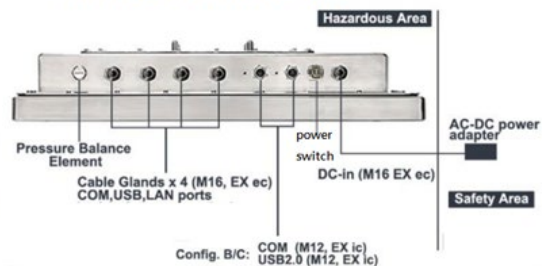 Hazardous Area
Pressure Balance
Element
Cable Glands x 4 (M16, EX ec)
COM,USB,LAN ports
power
switch
DC-in (M16 EX ec)
AC-DC power
adapter
Safety Area
Config. B/C: COM (M12, EX ic)
USB2.0 (M12, EX ic)